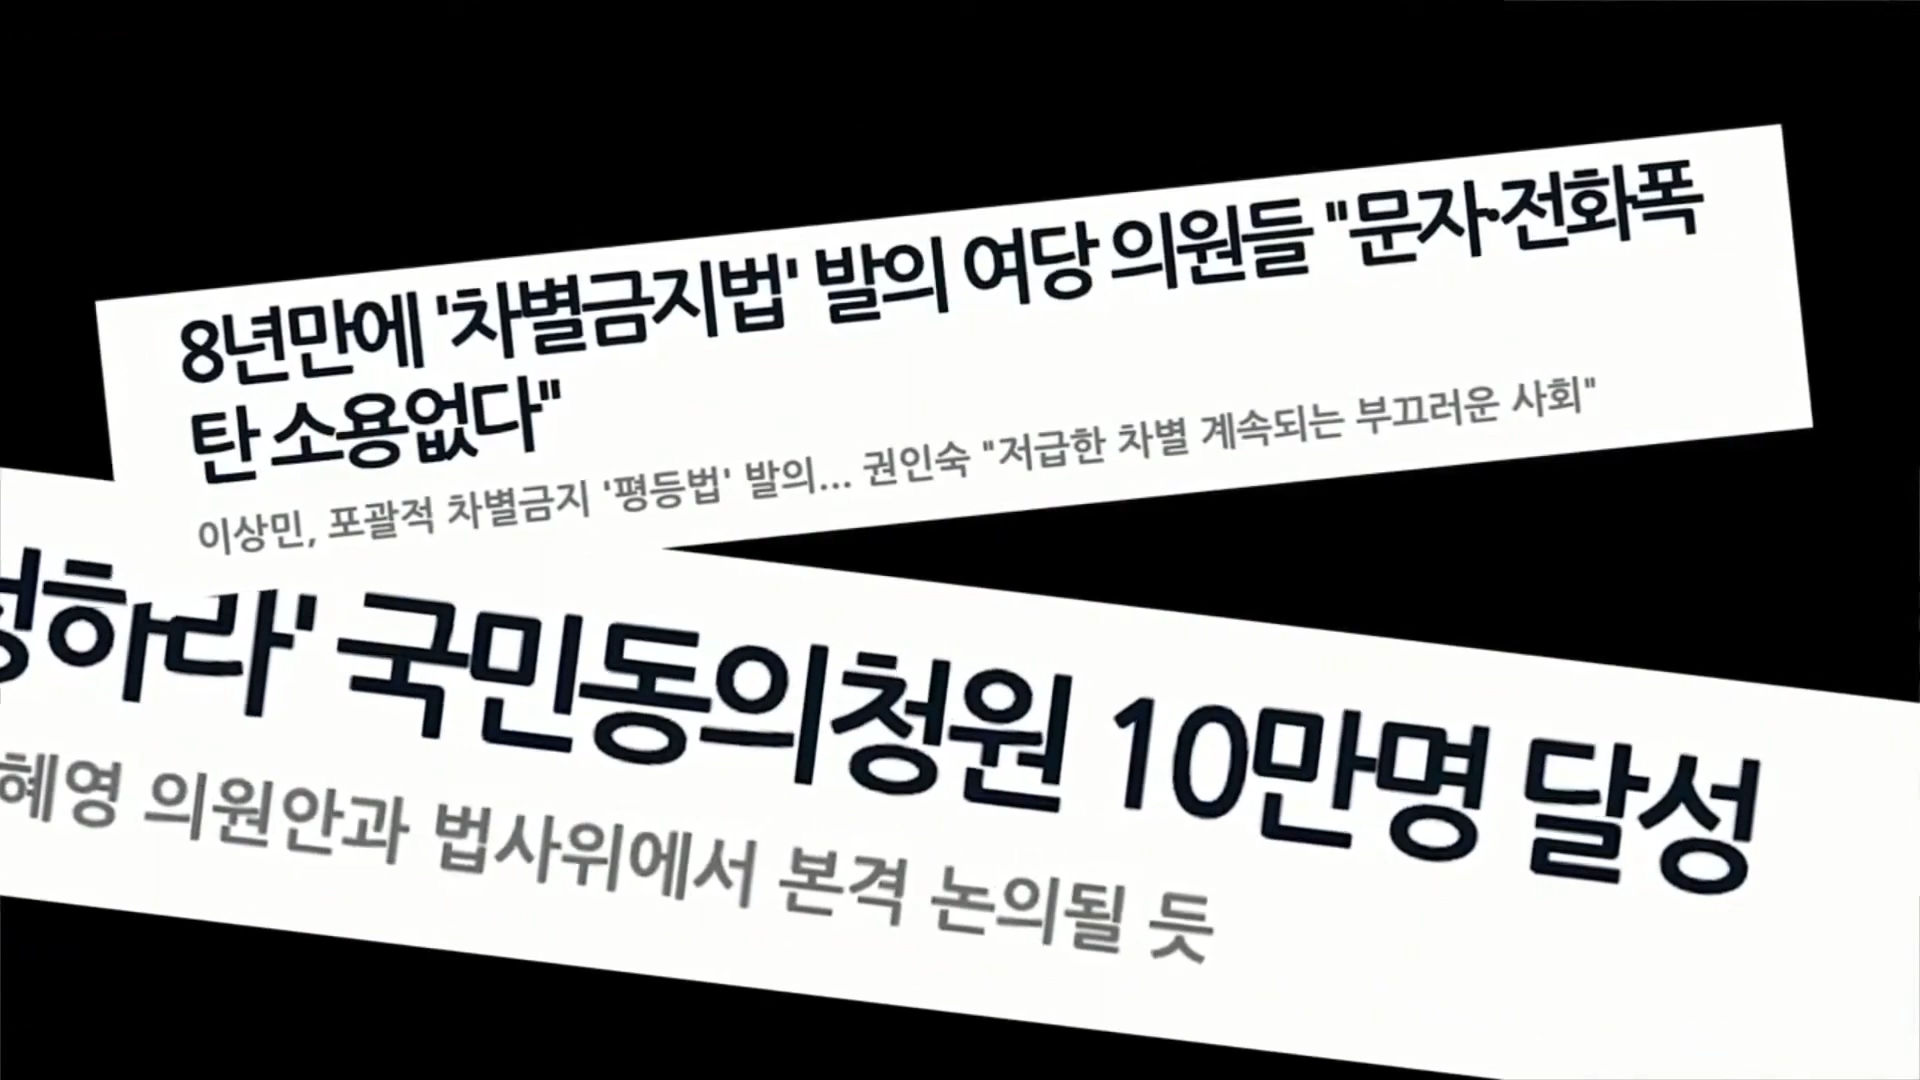 8년만에 '차별금지법' 발의 여당 의원들 "문자·전화폭
탄 소용없다"
이상민, 포괄적 차별금지 '평등법' 발의... 권인숙 "저급한 차별 계속되는 부끄러운 사회"
하라' 국민동의청원 10만명 달성
혜영 의원안과 법사위에서 본격 논의될 듯